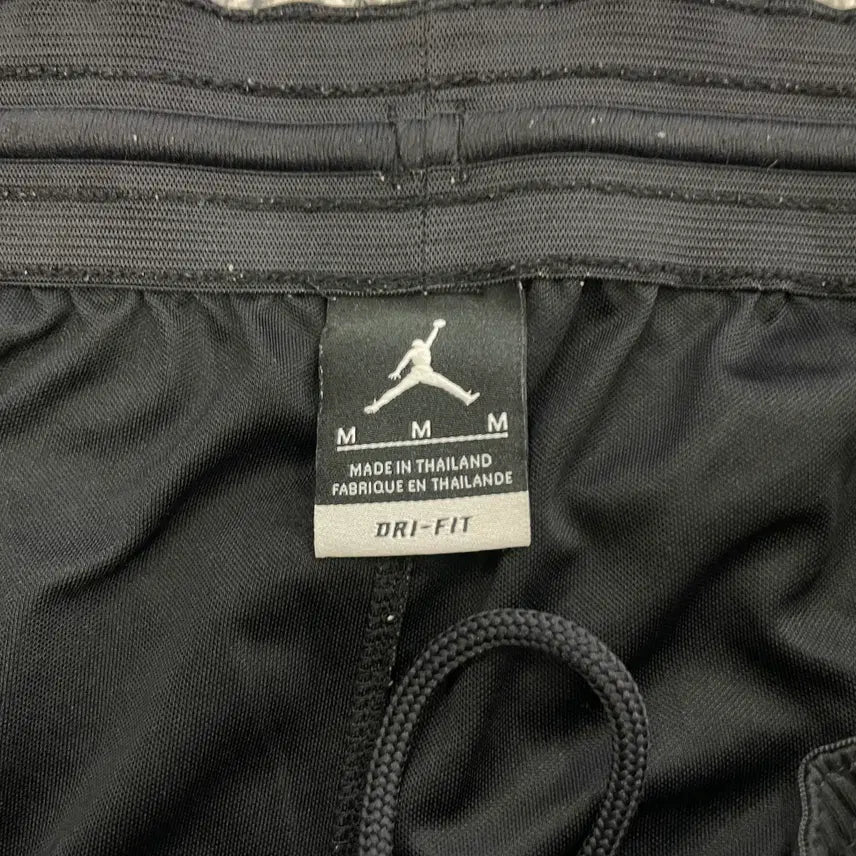 M M M
MADE IN THAILAND
FABRIQUE EN THAILANDE
DRI-FIT